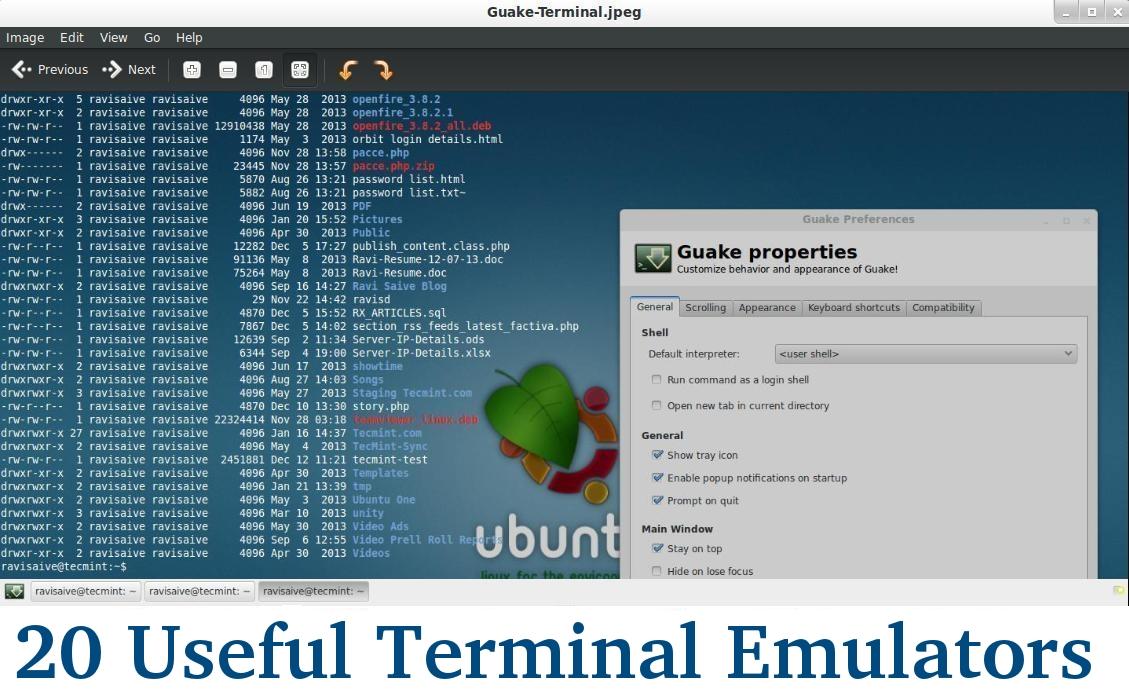 Guake-Terminal.jpeg
Image Edit View Go Help
Previous Next
drwxr-xr-x 5 ravisaive ravisaive 4096 May 28 2013 openfire_3.8.2
drwxr-xr-x 2 ravisaive ravisaive 4096 May 28 2013 openfire_3.8.2.1
-rw-rw-r-- 1 ravisaive ravisaive 12910438 May 28 2013 openfire_3.8.2_all.deb
-rw-rw-r-- 1 ravisaive ravisaive 1174 May 3 2013 orbit login details.html
drwx------ 2 ravisaive ravisaive 4096 Nov 28 13:58 pacce.php
-rw------- 1 ravisaive ravisaive 23445 Nov 28 13:57 pacce.php.zip
-rw-rw-r-- 1 ravisaive ravisaive 5870 Aug 26 13:21 password list.html
-rw-rw-r-- 1 ravisaive ravisaive 5882 Aug 26 13:21 password list.txt~
drwx------ 2 ravisaive ravisaive 4096 Jun 19 2013 PDF
drwxr-xr-x 3 ravisaive ravisaive 4096 Jan 20 15:52 Pictures
drwxr-xr-x 2 ravisaive ravisaive 4096 Apr 30 2013 Public
-rw-r--r-- 1 ravisaive ravisaive 12282 Dec 5 17:27 publish_content.class.php
-rw-rw-r-- 1 ravisaive ravisaive 91136 May 8 2013 Ravi-Resume-12-07-13.doc
-rw-rw-r-- 1 ravisaive ravisaive 75264 May 8 2013 Ravi-Resume.doc
drwxrwxr-x 2 ravisaive ravisaive 4096 Sep 16 14:27 Ravi Saive Blog
-rw-rw-r-- 1 ravisaive ravisaive 29 Nov 22 14:42 ravisd
-rw-rw-r-- 1 ravisaive ravisaive 4870 Dec 5 15:52 RX_ARTICLES.sql
-rw-rw-r-- 1 ravisaive ravisaive 7867 Dec 5 14:02 section_rss_feeds_latest_factiva.php
-rw-rw-r-- 1 ravisaive ravisaive 12639 Sep 2 11:34 Server-IP-Details.ods
-rw-rw-r-- 1 ravisaive ravisaive 6344 Sep 4 19:00 Server-IP-Details.xlsx
drwxrwxr-x 2 ravisaive ravisaive 4096 Jun 17 2013 showtime
drwxrwxr-x 2 ravisaive ravisaive 4096 Aug 27 14:03 Songs
drwxrwxr-x 3 ravisaive ravisaive 4096 May 27 2013 Staging Tecmint.com
-rw-r--r-- 1 ravisaive ravisaive 4870 Dec 10 13:30 story.php
-rw-rw-r-- 1 ravisaive ravisaive 22324414 Nov 28 03:18 teamviewer_linux.deb
drwxrwxr-x 27 ravisaive ravisaive 4096 Jan 16 14:37 Tecmint.com
drwxrwxr-x 2 ravisaive ravisaive 4096 May 4 2013 TecMint-Sync
-rw-rw-r-- 1 ravisaive ravisaive 2451881 Dec 12 11:21 tecmint-test
drwxr-xr-x 2 ravisaive ravisaive 4096 Apr 30 2013 Templates
drwxrwxr-x 2 ravisaive ravisaive 4096 Jan 21 13:39 tmp
drwxrwxr-x 2 ravisaive ravisaive 4096 May 3 2013 Ubuntu One
drwxrwxr-x 3 ravisaive ravisaive 4096 Mar 10 2013 unity
drwxrwxr-x 2 ravisaive ravisaive 4096 May 30 2013 Video Ads
drwxrwxr-x 2 ravisaive ravisaive 4096 Sep 6 12:55 Video Prell Roll Reports
drwxr-xr-x 2 ravisaive ravisaive 4096 Apr 30 2013 Videos
ravisaive@tecmint:~$
ubunt
linux for the
Guake Preferences
Guake properties
Customize behavior and appearance of Guake!
General Scrolling Appearance Keyboard shortcuts Compatibility
Shell
Default interpreter: <user shell>
Run command as a login shell
Open new tab in current directory
General
Show tray icon
Enable popup notifications on startup
Prompt on quit
Main Window
Stay on top
Hide on lose focus
ravisaive@tecmint: ~ ravisaive@tecmint: ~ ravisaive@tecmint: ~
20 Useful Terminal Emulators